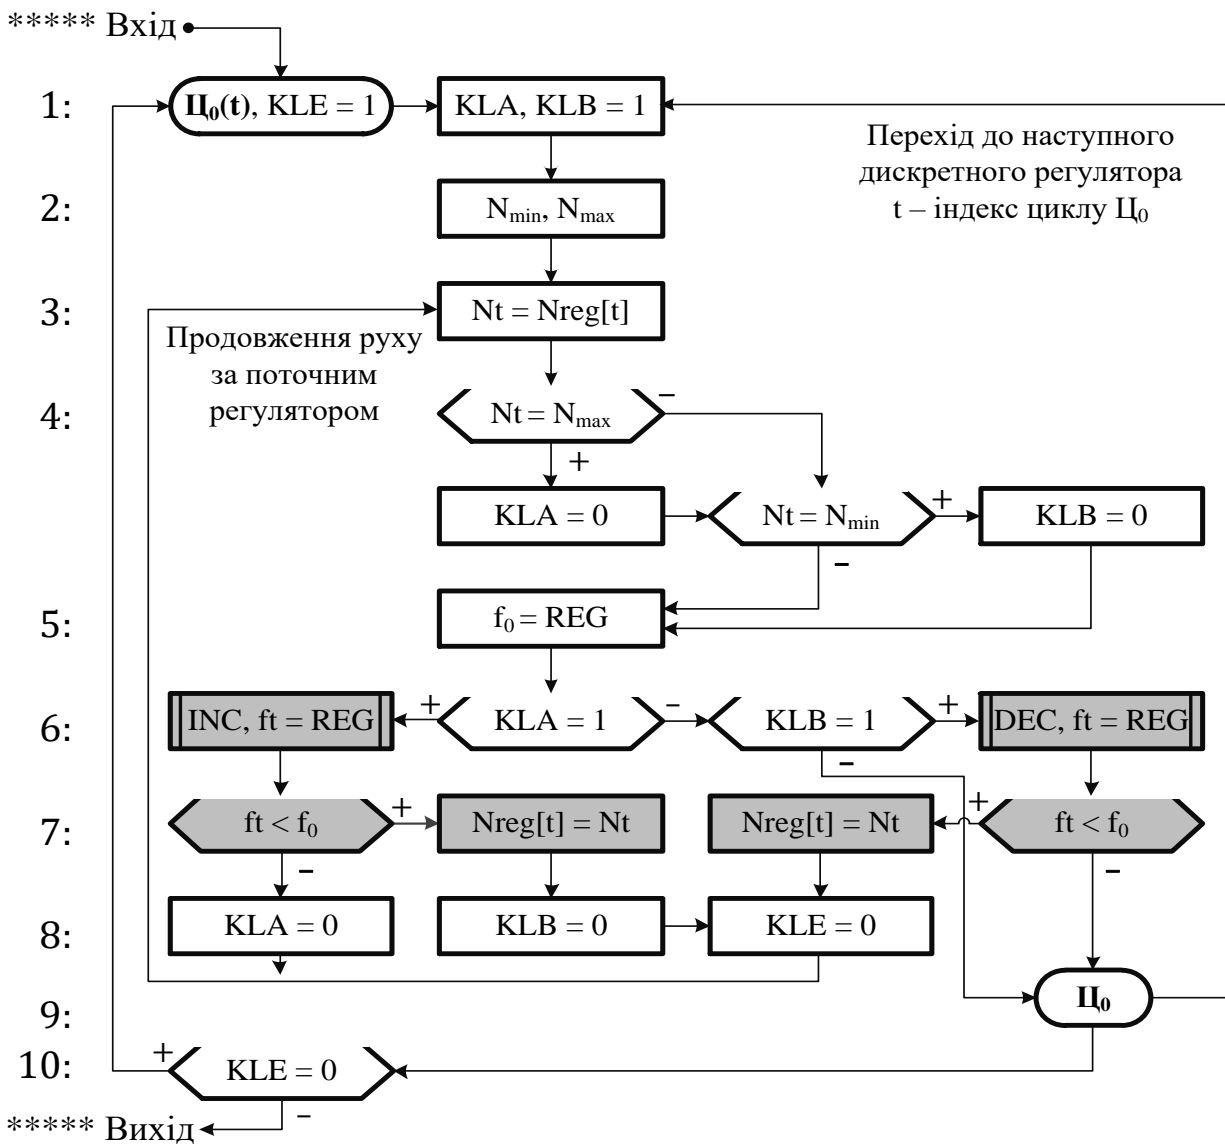 ***** Вхід
1:
Ц₀(t), KLE = 1
KLA, KLB = 1
Перехід до наступного
дискретного регулятора
t – індекс циклу Ц₀
2:
Nmin, Nmax
3:
Nt = Nreg[t]
Продовження руху
за поточним
регулятором
4:
Nt = Nmax
–
+
KLA = 0
Nt = Nmin
+
KLB = 0
–
5:
f₀ = REG
6:
INC, ft = REG
+
KLA = 1
–
KLB = 1
+
DEC, ft = REG
–
7:
ft < f₀
+
Nreg[t] = Nt
Nreg[t] = Nt
+
ft < f₀
–
–
8:
KLA = 0
KLB = 0
KLE = 0
9:
Ц₀
10:
+
KLE = 0
–
***** Вихід